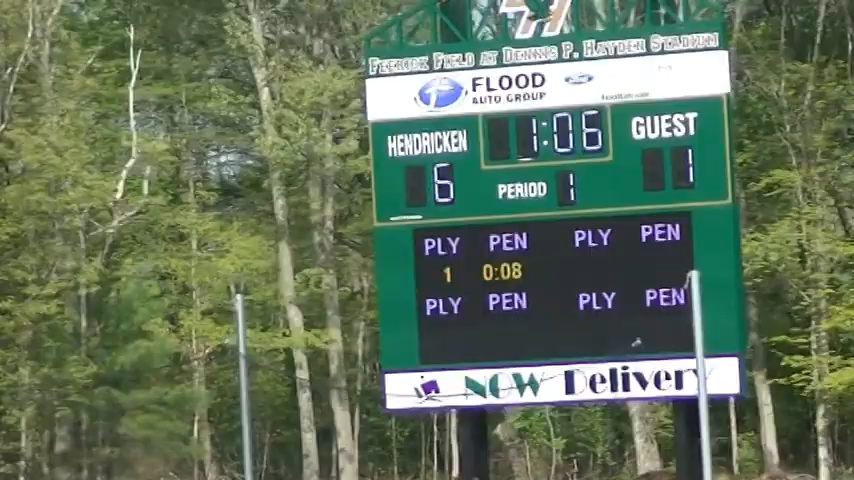 H
Feerick Field at Dennis P. Hayden Stadium
FLOOD
AUTO GROUP
Ford
HENDRICKEN 1:06 GUEST
6 PERIOD 1 1
PLY PEN PLY PEN
1 0:08
PLY PEN PLY PEN
NOW Delivery